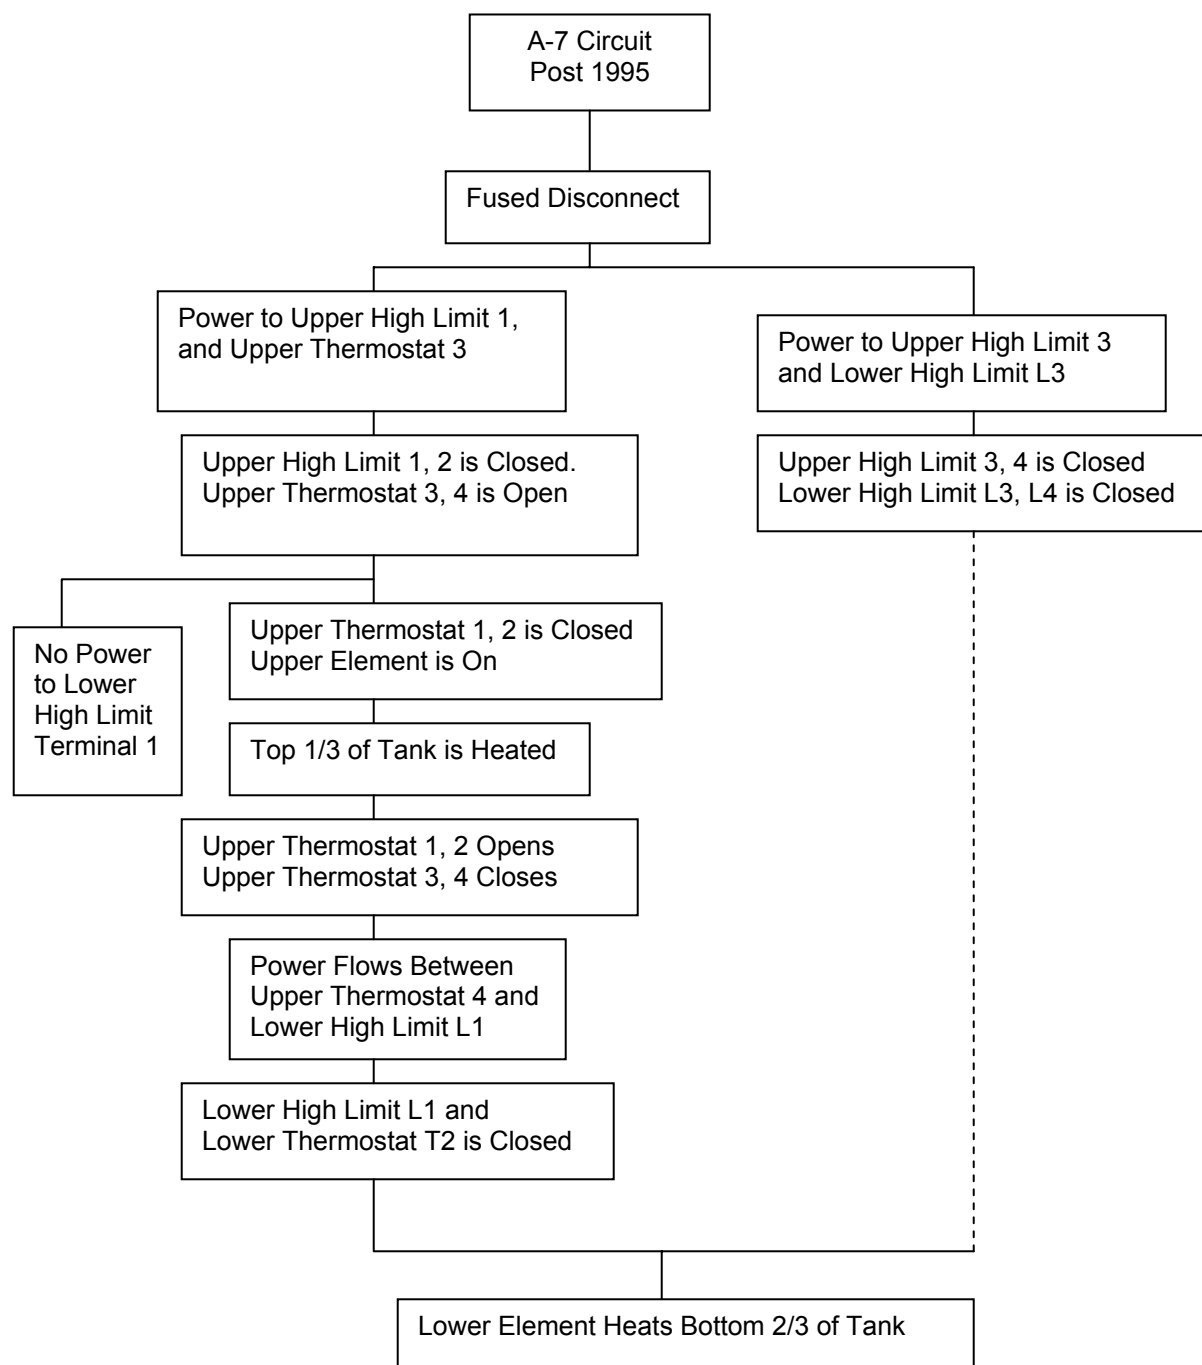 A-7 Circuit
Post 1995
Fused Disconnect
Power to Upper High Limit 1,
and Upper Thermostat 3
Power to Upper High Limit 3
and Lower High Limit L3
Upper High Limit 1, 2 is Closed.
Upper Thermostat 3, 4 is Open
Upper High Limit 3, 4 is Closed
Lower High Limit L3, L4 is Closed
No Power
to Lower
High Limit
Terminal 1
Upper Thermostat 1, 2 is Closed
Upper Element is On
Top 1/3 of Tank is Heated
Upper Thermostat 1, 2 Opens
Upper Thermostat 3, 4 Closes
Power Flows Between
Upper Thermostat 4 and
Lower High Limit L1
Lower High Limit L1 and
Lower Thermostat T2 is Closed
Lower Element Heats Bottom 2/3 of Tank